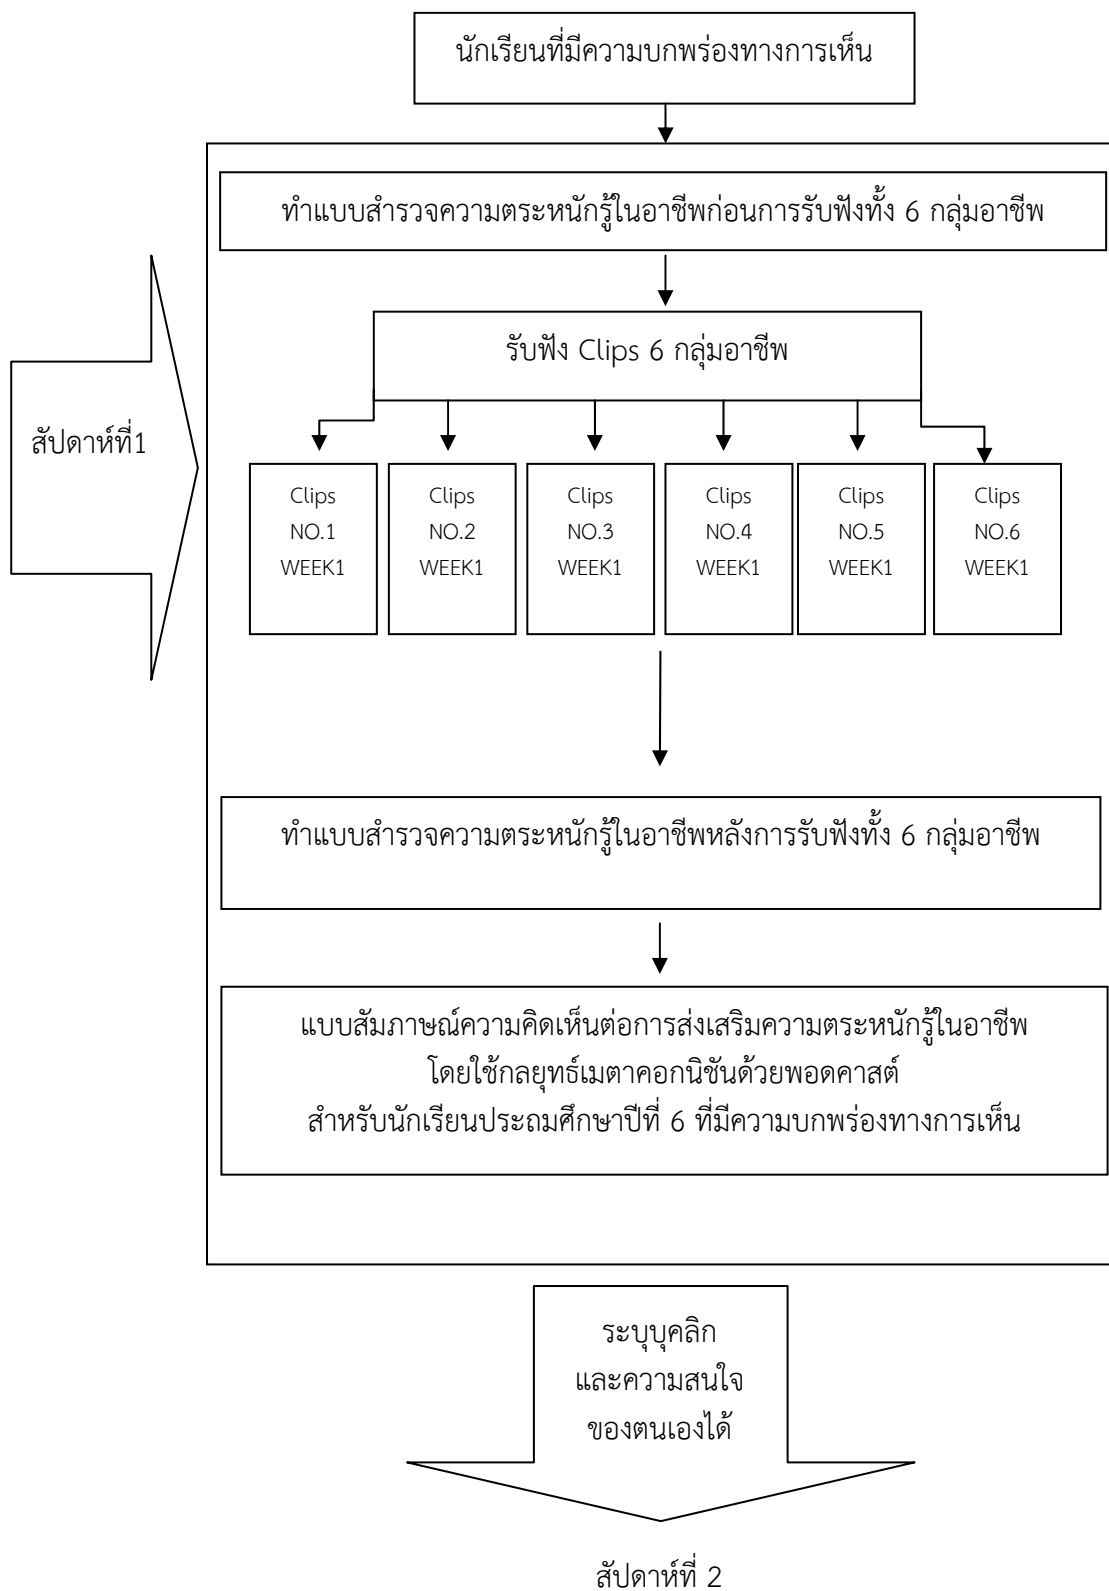 นักเรียนที่มีความบกพร่องทางการเห็น
ทำแบบสำรวจความตระหนักรู้ในอาชีพก่อนการรับฟังทั้ง 6 กลุ่มอาชีพ
รับฟัง Clips 6 กลุ่มอาชีพ
สัปดาห์ที่1
Clips
NO.1
WEEK1
Clips
NO.2
WEEK1
Clips
NO.3
WEEK1
Clips
NO.4
WEEK1
Clips
NO.5
WEEK1
Clips
NO.6
WEEK1
ทำแบบสำรวจความตระหนักรู้ในอาชีพหลังการรับฟังทั้ง 6 กลุ่มอาชีพ
แบบสัมภาษณ์ความคิดเห็นต่อการส่งเสริมความตระหนักรู้ในอาชีพ
โดยใช้กลยุทธ์เมตาคอกนิชันด้วยพอดคาสต์
สำหรับนักเรียนประถมศึกษาปีที่ 6 ที่มีความบกพร่องทางการเห็น
ระบุบุคลิก
และความสนใจ
ของตนเองได้
สัปดาห์ที่ 2